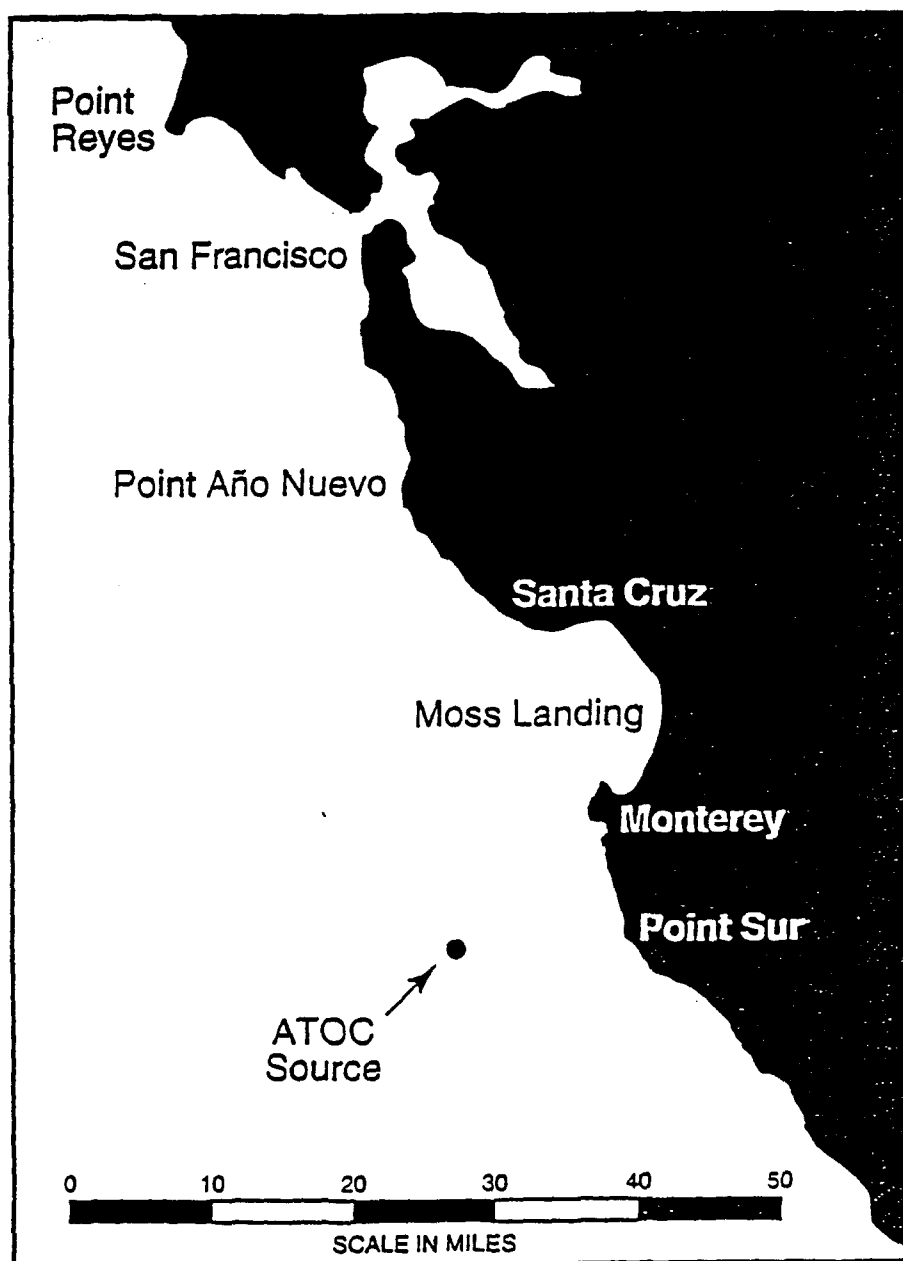 Point
Reyes
San Francisco
Point Año Nuevo
Santa Cruz
Moss Landing
Monterey
Point Sur
ATOC
Source
0 10 20 30 40 50
SCALE IN MILES